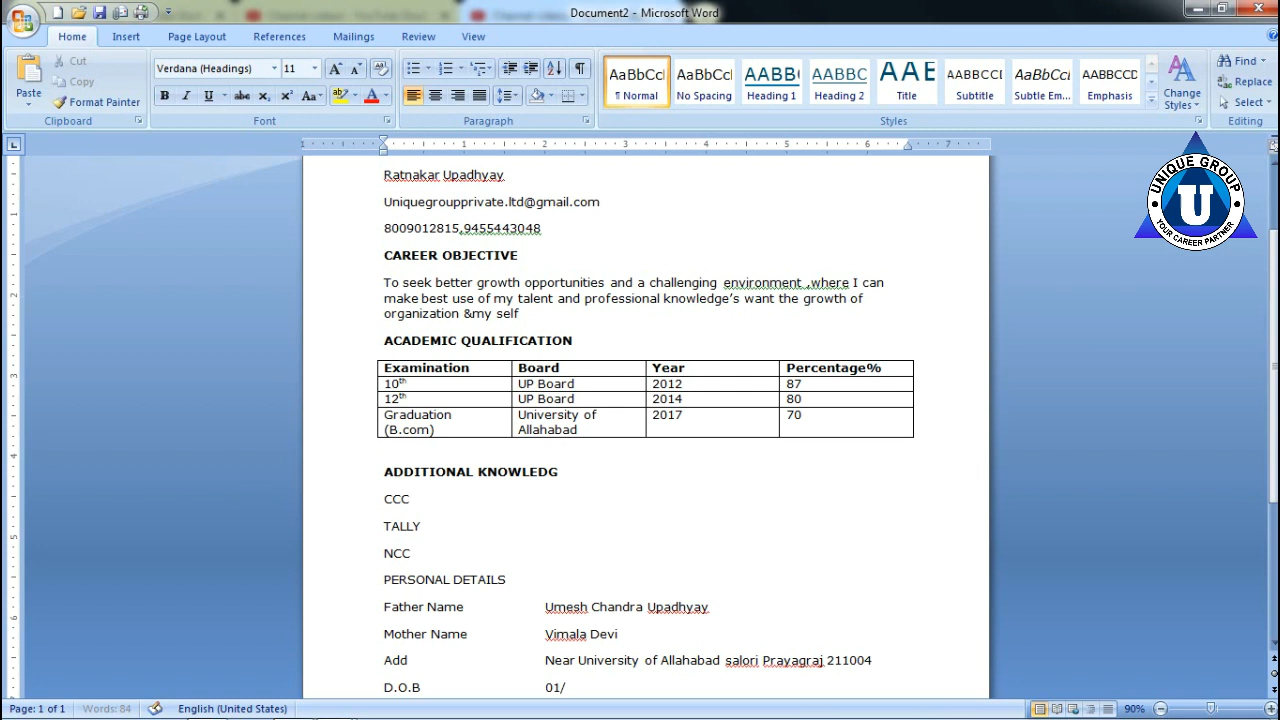 Document2 - Microsoft Word
Home Insert Page Layout References Mailings Review View
Paste
Cut
Copy
Format Painter
Clipboard
Verdana (Headings) 11
Font
Paragraph
AaBbCcI AaBbCcI AABBC AABBC AAE AABBCCD AaBbCcL AABBCCD
¶ Normal No Spacing Heading 1 Heading 2 Title Subtitle Subtle Em... Emphasis
Change Styles
Styles
Find
Replace
Select
Editing
UNIQUE GROUP
U
YOUR CAREER PARTNER
Ratnakar Upadhyay
Uniquegroupprivate.ltd@gmail.com
8009012815,9455443048
CAREER OBJECTIVE
To seek better growth opportunities and a challenging environment ,where I can
make best use of my talent and professional knowledge's want the growth of
organization &my self
ACADEMIC QUALIFICATION
Examination Board Year Percentage%
10th UP Board 2012 87
12th UP Board 2014 80
Graduation (B.com) University of Allahabad 2017 70
ADDITIONAL KNOWLEDG
CCC
TALLY
NCC
PERSONAL DETAILS
Father Name Umesh Chandra Upadhyay
Mother Name Vimala Devi
Add Near University of Allahabad salori Prayagraj 211004
D.O.B 01/
Page: 1 of 1 Words: 84 English (United States) 90%